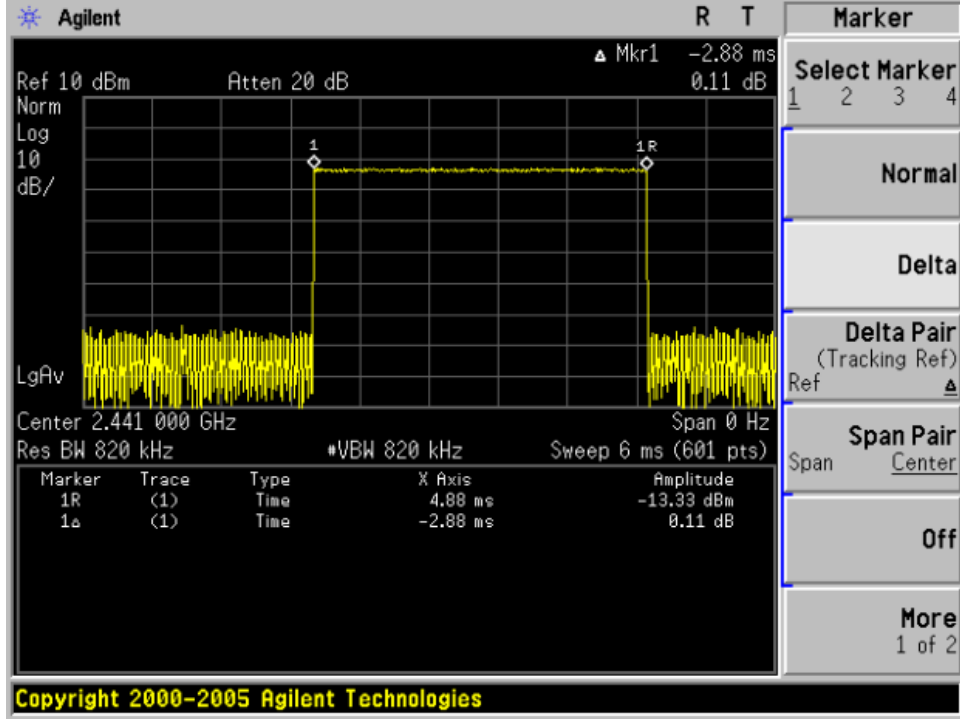 Agilent R T Marker
Δ Mkr1 -2.88 ms
Ref 10 dBm Atten 20 dB 0.11 dB
Norm
Log
10
dB/
1
1R
LgAv
Center 2.441 000 GHz Span 0 Hz
Res BW 820 kHz #VBW 820 kHz Sweep 6 ms (601 pts)
Marker Trace Type X Axis Amplitude
1R (1) Time 4.88 ms -13.33 dBm
1Δ (1) Time -2.88 ms 0.11 dB
Select Marker
1 2 3 4
Normal
Delta
Delta Pair
(Tracking Ref)
Ref Δ
Span Pair
Span Center
Off
More
1 of 2
Copyright 2000-2005 Agilent Technologies